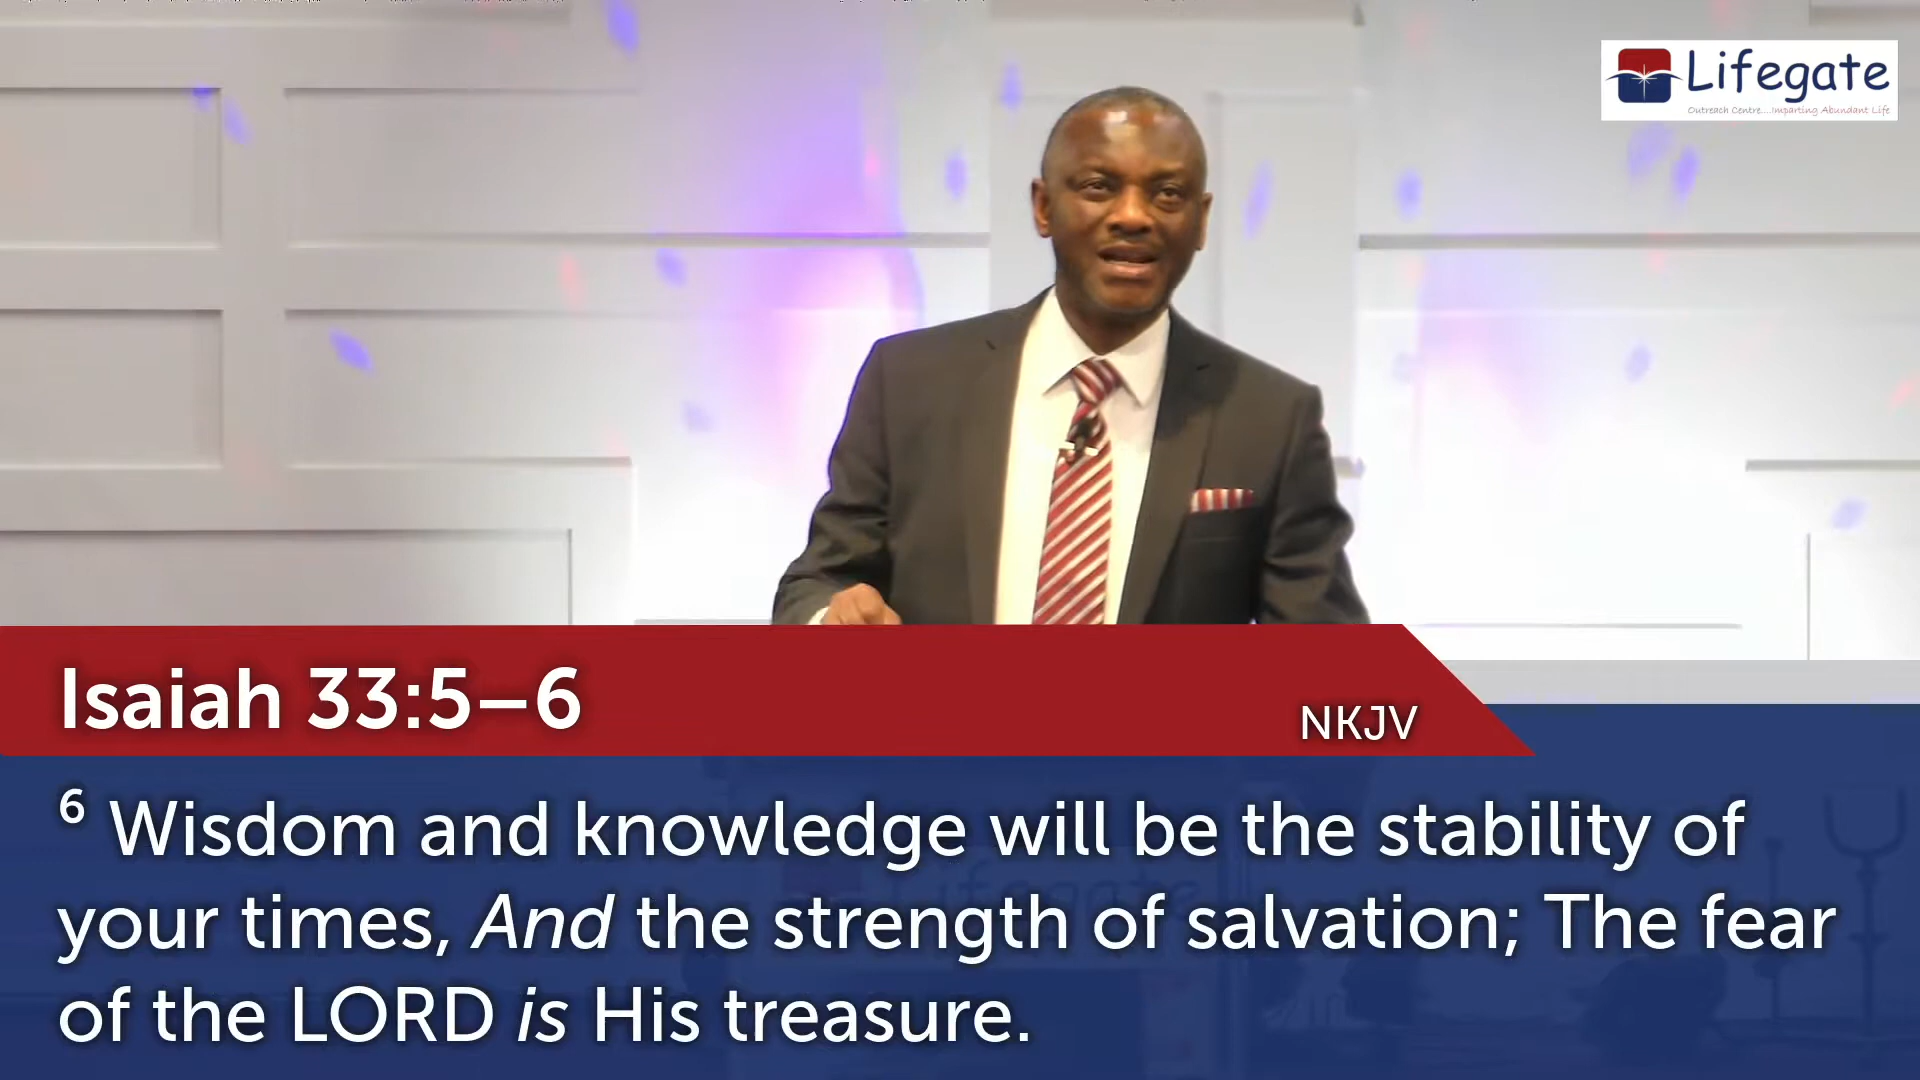 Lifegate
Outreach Centre....Imparting Abundant Life
Isaiah 33:5–6
NKJV
6 Wisdom and knowledge will be the stability of
your times, And the strength of salvation; The fear
of the LORD is His treasure.